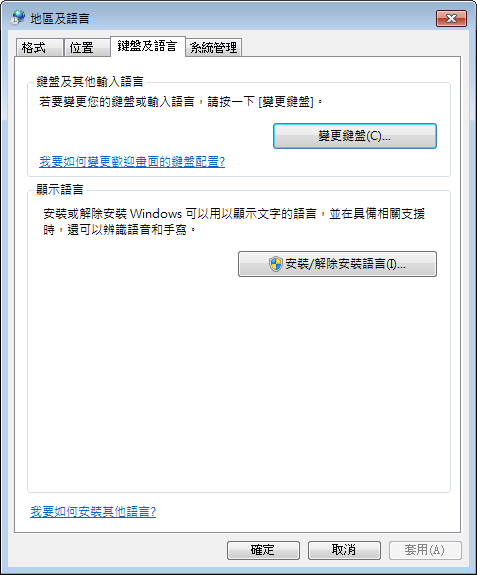 地區及語言
格式 位置 鍵盤及語言 系統管理
鍵盤及其他輸入語言
若要變更您的鍵盤或輸入語言，請按一下 [變更鍵盤]。
變更鍵盤(C)...
我要如何變更歡迎畫面的鍵盤配置?
顯示語言
安裝或解除安裝 Windows 可以用以顯示文字的語言，並在具備相關支援
時，還可以辨識語音和手寫。
安裝/解除安裝語言(I)...
我要如何安裝其他語言?
確定 取消 套用(A)